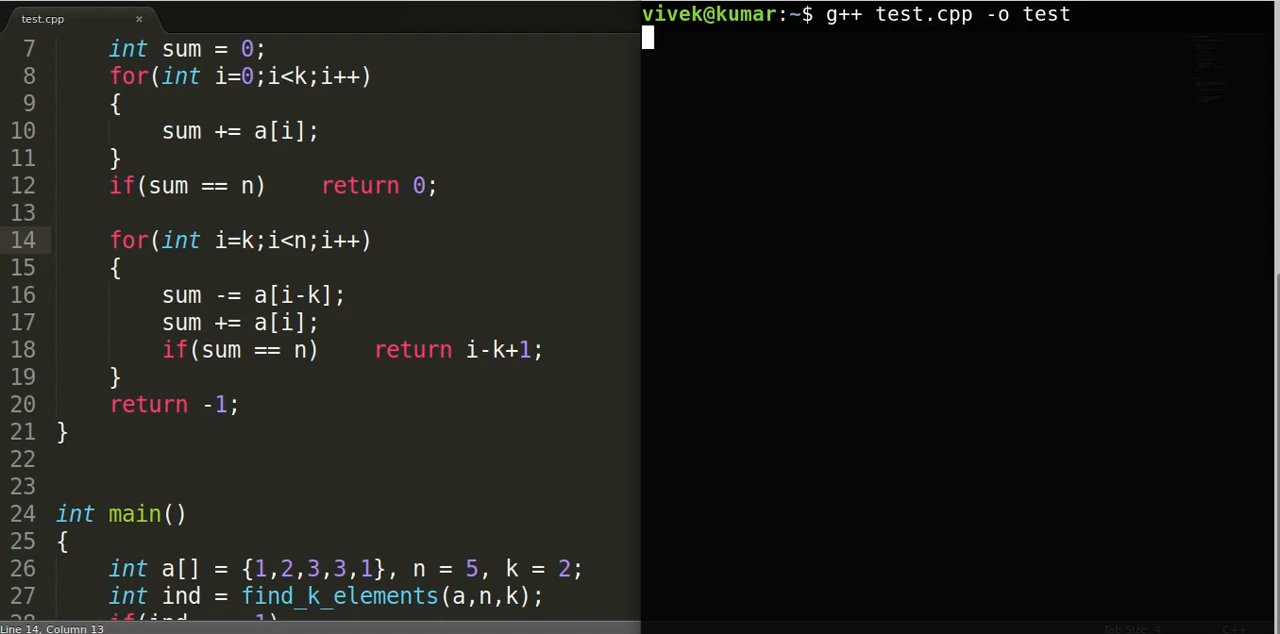 test.cpp ×
7 int sum = 0;
8 for(int i=0;i<k;i++)
9 {
10 sum += a[i];
11 }
12 if(sum == n) return 0;
13
14 for(int i=k;i<n;i++)
15 {
16 sum -= a[i-k];
17 sum += a[i];
18 if(sum == n) return i-k+1;
19 }
20 return -1;
21 }
22
23
24 int main()
25 {
26 int a[] = {1,2,3,3,1}, n = 5, k = 2;
27 int ind = find_k_elements(a,n,k);
Line 14, Column 13
vivek@kumar:~$ g++ test.cpp -o test
Tab Size: 4 C++